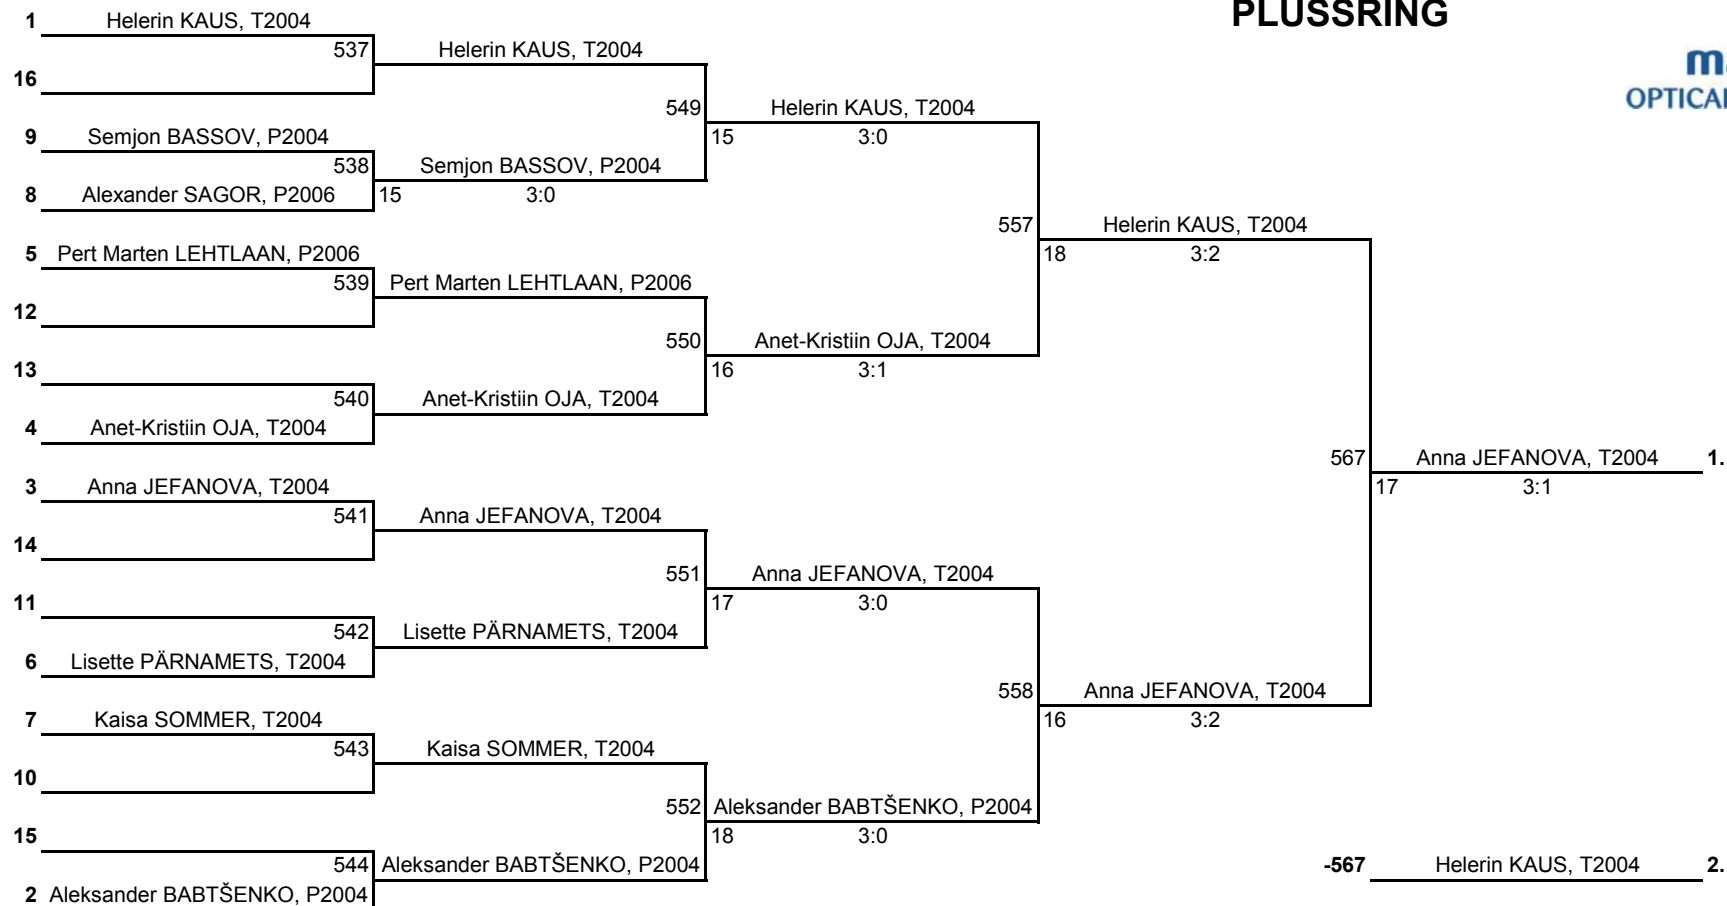 PLUSSRING
1 Helerin KAUS, T2004
537 Helerin KAUS, T2004
16
549 Helerin KAUS, T2004
OPTICAL
9 Semjon BASSOV, P2004
15 3:0
538 Semjon BASSOV, P2004
8 Alexander SAGOR, P2006
15 3:0
557 Helerin KAUS, T2004
5 Pert Marten LEHTLAAN, P2006
18 3:2
539 Pert Marten LEHTLAAN, P2006
12
550 Anet-Kristiin OJA, T2004
13
16 3:1
540 Anet-Kristiin OJA, T2004
4 Anet-Kristiin OJA, T2004
567 Anna JEFANOVA, T2004 1.
3 Anna JEFANOVA, T2004
17 3:1
541 Anna JEFANOVA, T2004
14
551 Anna JEFANOVA, T2004
11
17 3:0
542 Lisette PÄRNAMETS, T2004
6 Lisette PÄRNAMETS, T2004
558 Anna JEFANOVA, T2004
7 Kaisa SOMMER, T2004
16 3:2
543 Kaisa SOMMER, T2004
10
552 Aleksander BABTŠENKO, P2004
15
18 3:0
544 Aleksander BABTŠENKO, P2004
-567 Helerin KAUS, T2004 2.
2 Aleksander BABTŠENKO, P2004